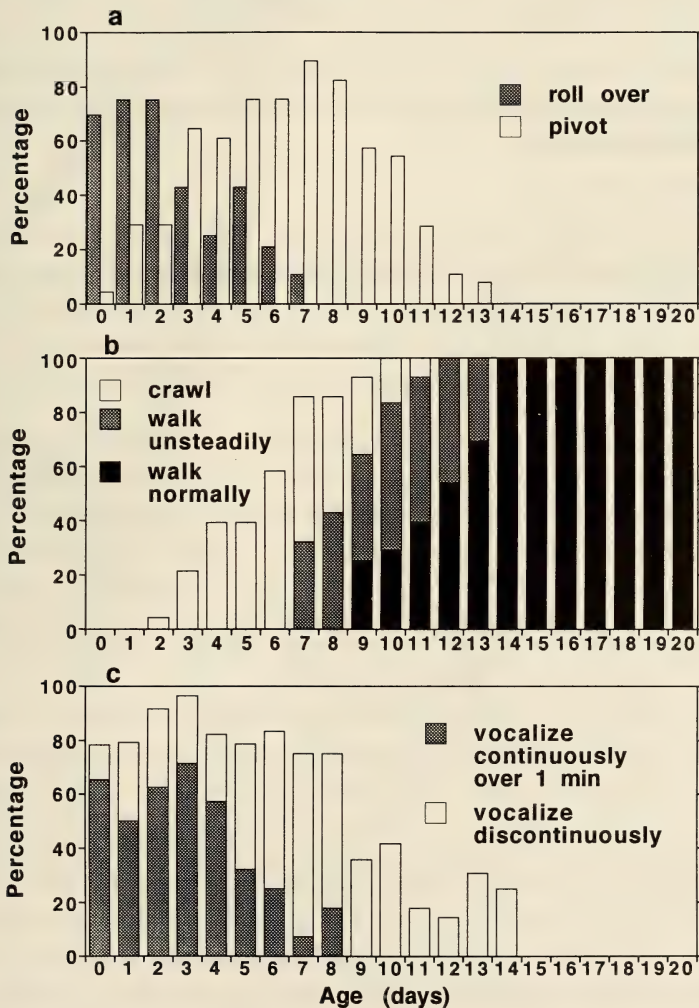 a
100
80
60
40
20
0
Percentage
roll over
pivot
0 1 2 3 4 5 6 7 8 9 10 11 12 13 14 15 16 17 18 19 20
b
100
80
60
40
20
0
Percentage
crawl
walk
unsteadily
walk
normally
0 1 2 3 4 5 6 7 8 9 10 11 12 13 14 15 16 17 18 19 20
c
100
80
60
40
20
0
Percentage
vocalize
continuously
over 1 min
vocalize
discontinuously
0 1 2 3 4 5 6 7 8 9 10 11 12 13 14 15 16 17 18 19 20
Age (days)